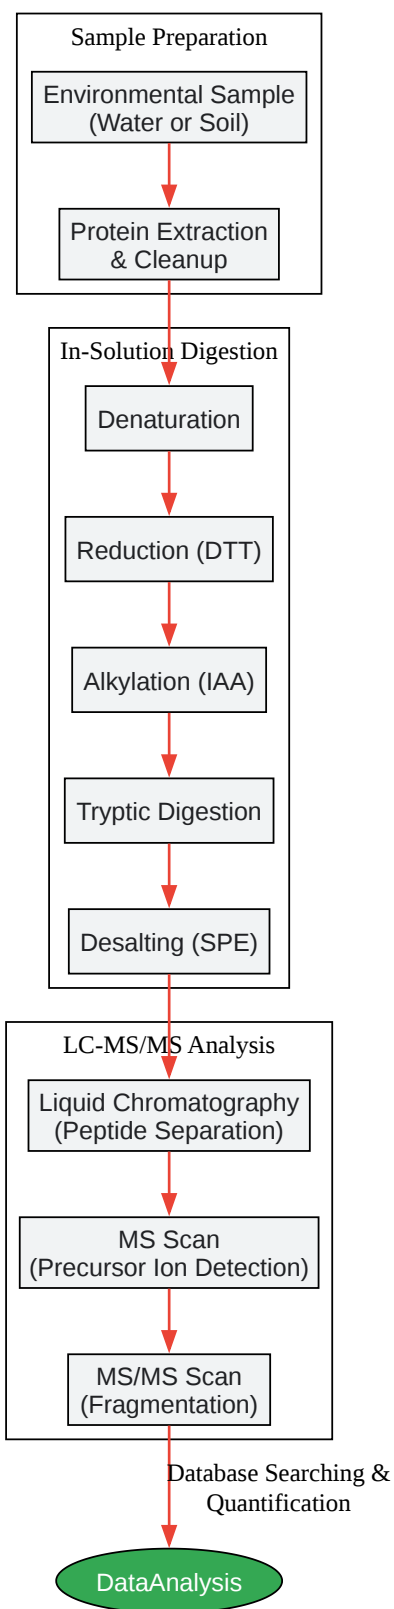 Sample Preparation
Environmental Sample
(Water or Soil)
Protein Extraction
& Cleanup
In-Solution Digestion
Denaturation
Reduction (DTT)
Alkylation (IAA)
Tryptic Digestion
Desalting (SPE)
LC-MS/MS Analysis
Liquid Chromatography
(Peptide Separation)
MS Scan
(Precursor Ion Detection)
MS/MS Scan
(Fragmentation)
Database Searching &
Quantification
DataAnalysis